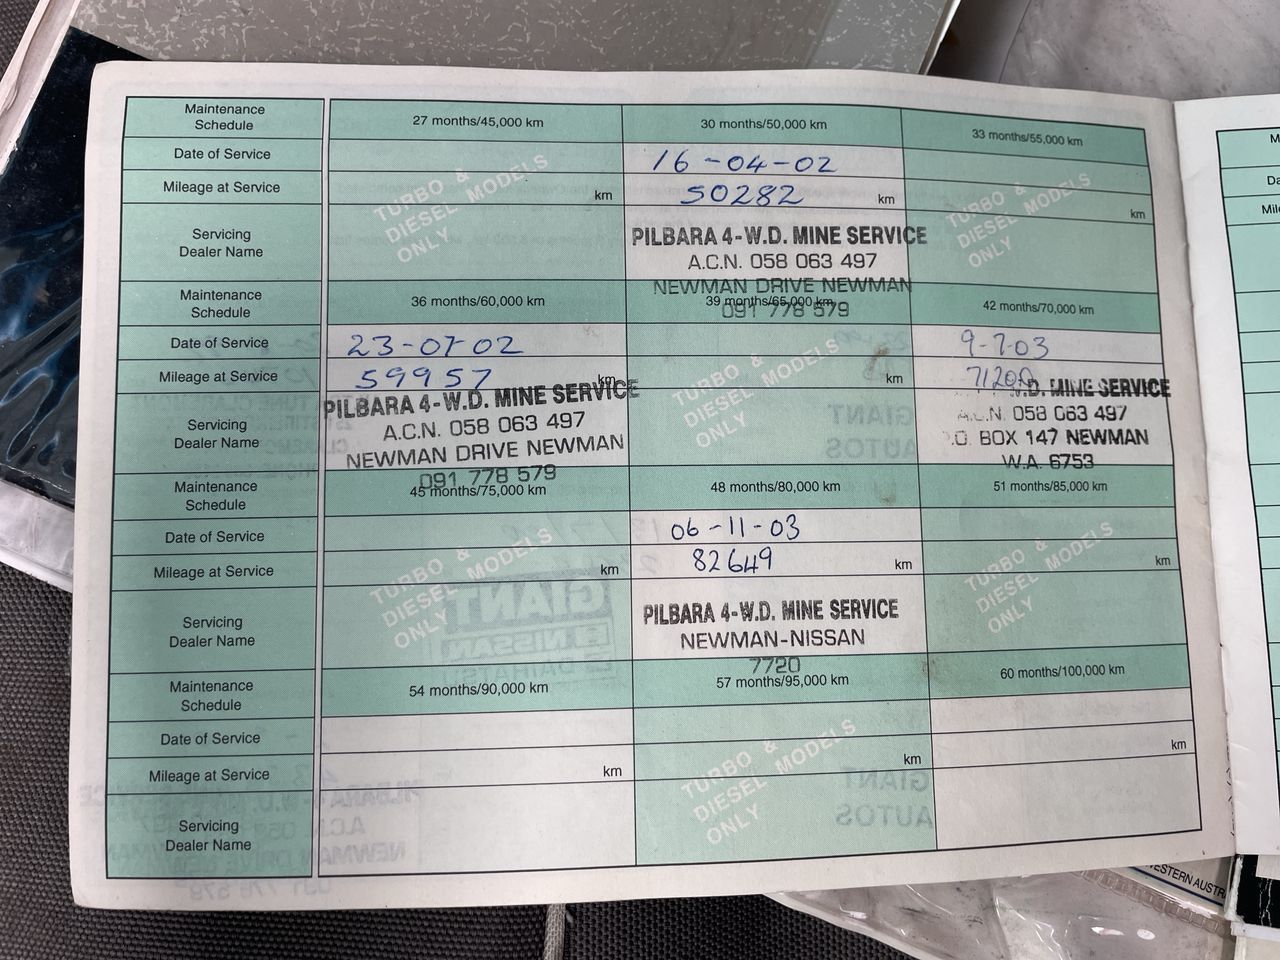 Maintenance Schedule 27 months/45,000 km 30 months/50,000 km 33 months/55,000 km
Date of Service 16-04-02
Mileage at Service km 50282 km km
Servicing Dealer Name
TURBO & DIESEL MODELS ONLY
PILBARA 4-W.D. MINE SERVICE
A.C.N. 058 063 497
NEWMAN DRIVE NEWMAN
091 778 579
TURBO & DIESEL MODELS ONLY
Maintenance Schedule 36 months/60,000 km 39 months/65,000 km 42 months/70,000 km
Date of Service 23-07-02 9-7-03
Mileage at Service 59957 km km
Servicing Dealer Name
PILBARA 4-W.D. MINE SERVICE
A.C.N. 058 063 497
NEWMAN DRIVE NEWMAN
091 778 579
TURBO & DIESEL MODELS ONLY
W.D. MINE SERVICE
A.C.N. 058 063 497
P.O. BOX 147 NEWMAN
W.A. 6753
Maintenance Schedule 45 months/75,000 km 48 months/80,000 km 51 months/85,000 km
Date of Service 06-11-03
Mileage at Service km 82649 km km
Servicing Dealer Name
TURBO & DIESEL MODELS ONLY
PILBARA 4-W.D. MINE SERVICE
NEWMAN-NISSAN
7720
TURBO & DIESEL MODELS ONLY
Maintenance Schedule 54 months/90,000 km 57 months/95,000 km 60 months/100,000 km
Date of Service
Mileage at Service km km km
Servicing Dealer Name
TURBO & DIESEL MODELS ONLY